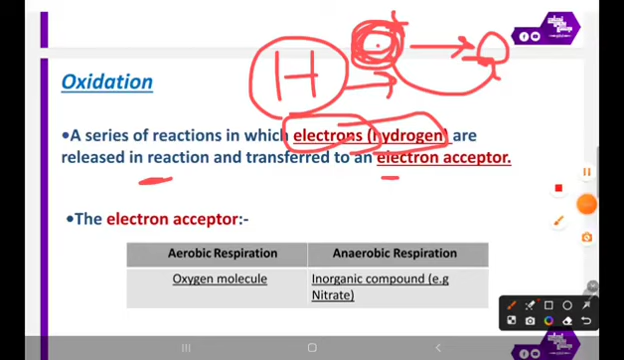 H
Oxidation
•A series of reactions in which electrons (hydrogen) are
released in reaction and transferred to an electron acceptor.
•The electron acceptor:-
Aerobic Respiration Anaerobic Respiration
Oxygen molecule Inorganic compound (e.g
Nitrate)